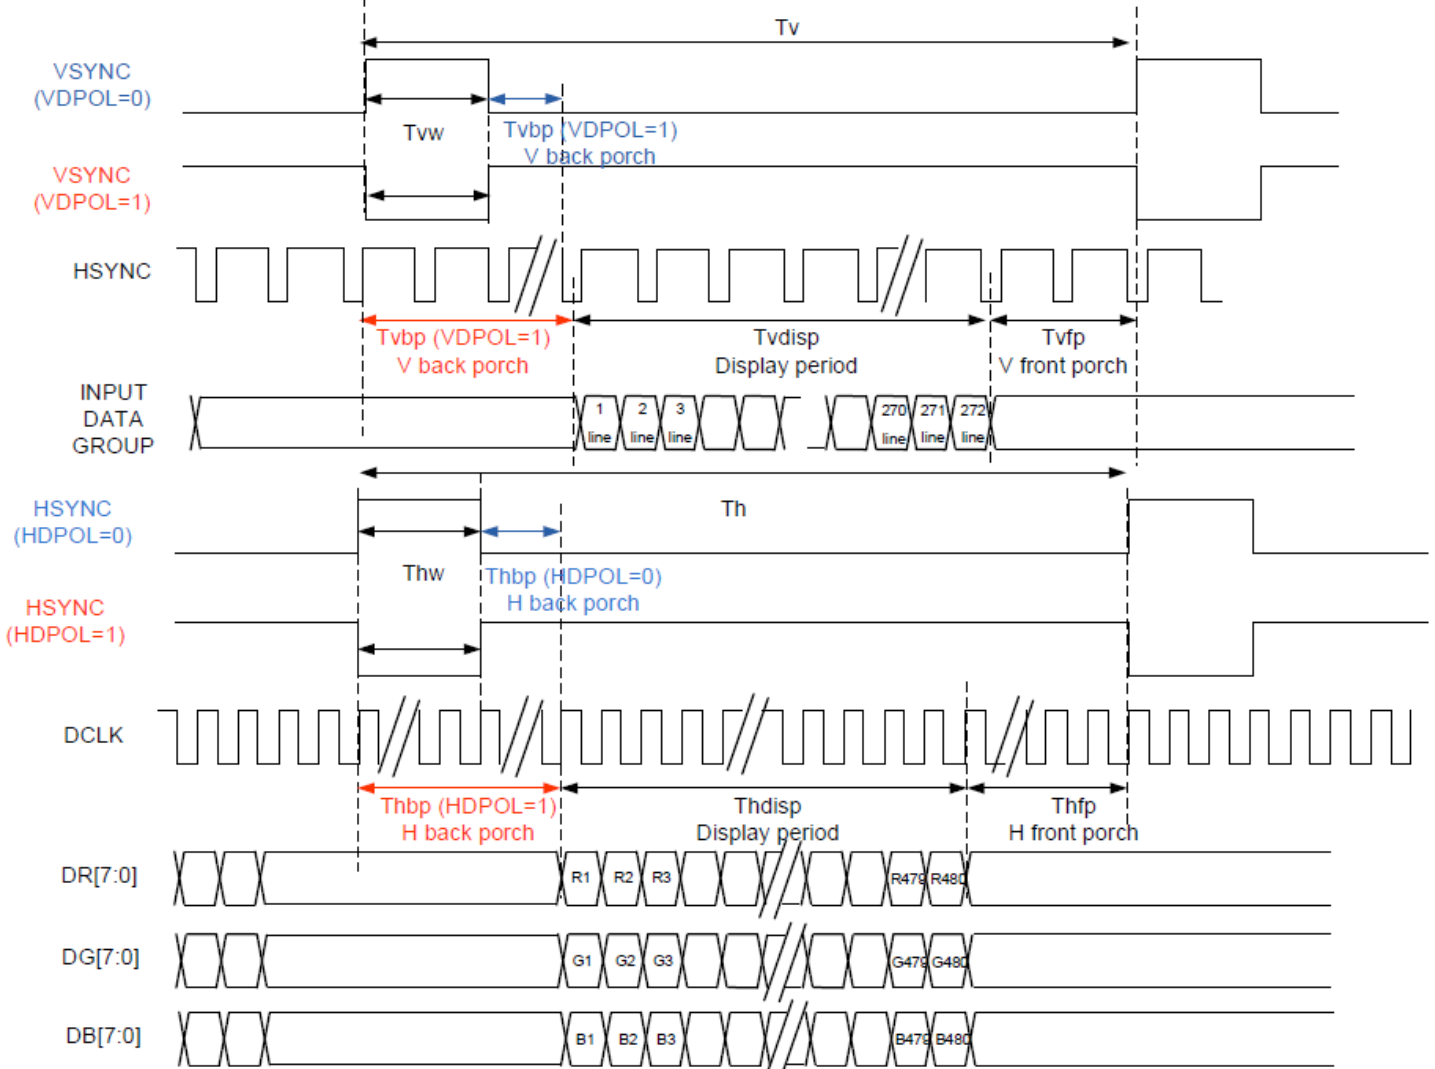 Tv
VSYNC
(VDPOL=0)
Tvw
Tvbp (VDPOL=1)
V back porch
VSYNC
(VDPOL=1)
HSYNC
Tvbp (VDPOL=1)
V back porch
Tvdisp
Display period
Tvfp
V front porch
INPUT
DATA
GROUP
1
line
2
line
3
line
270
line
271
line
272
line
HSYNC
(HDPOL=0)
Th
Thw
Thbp (HDPOL=0)
H back porch
HSYNC
(HDPOL=1)
DCLK
Thbp (HDPOL=1)
H back porch
Thdisp
Display period
Thfp
H front porch
DR[7:0]
R1 R2 R3 R479 R480
DG[7:0]
G1 G2 G3 G479 G480
DB[7:0]
B1 B2 B3 B479 B480